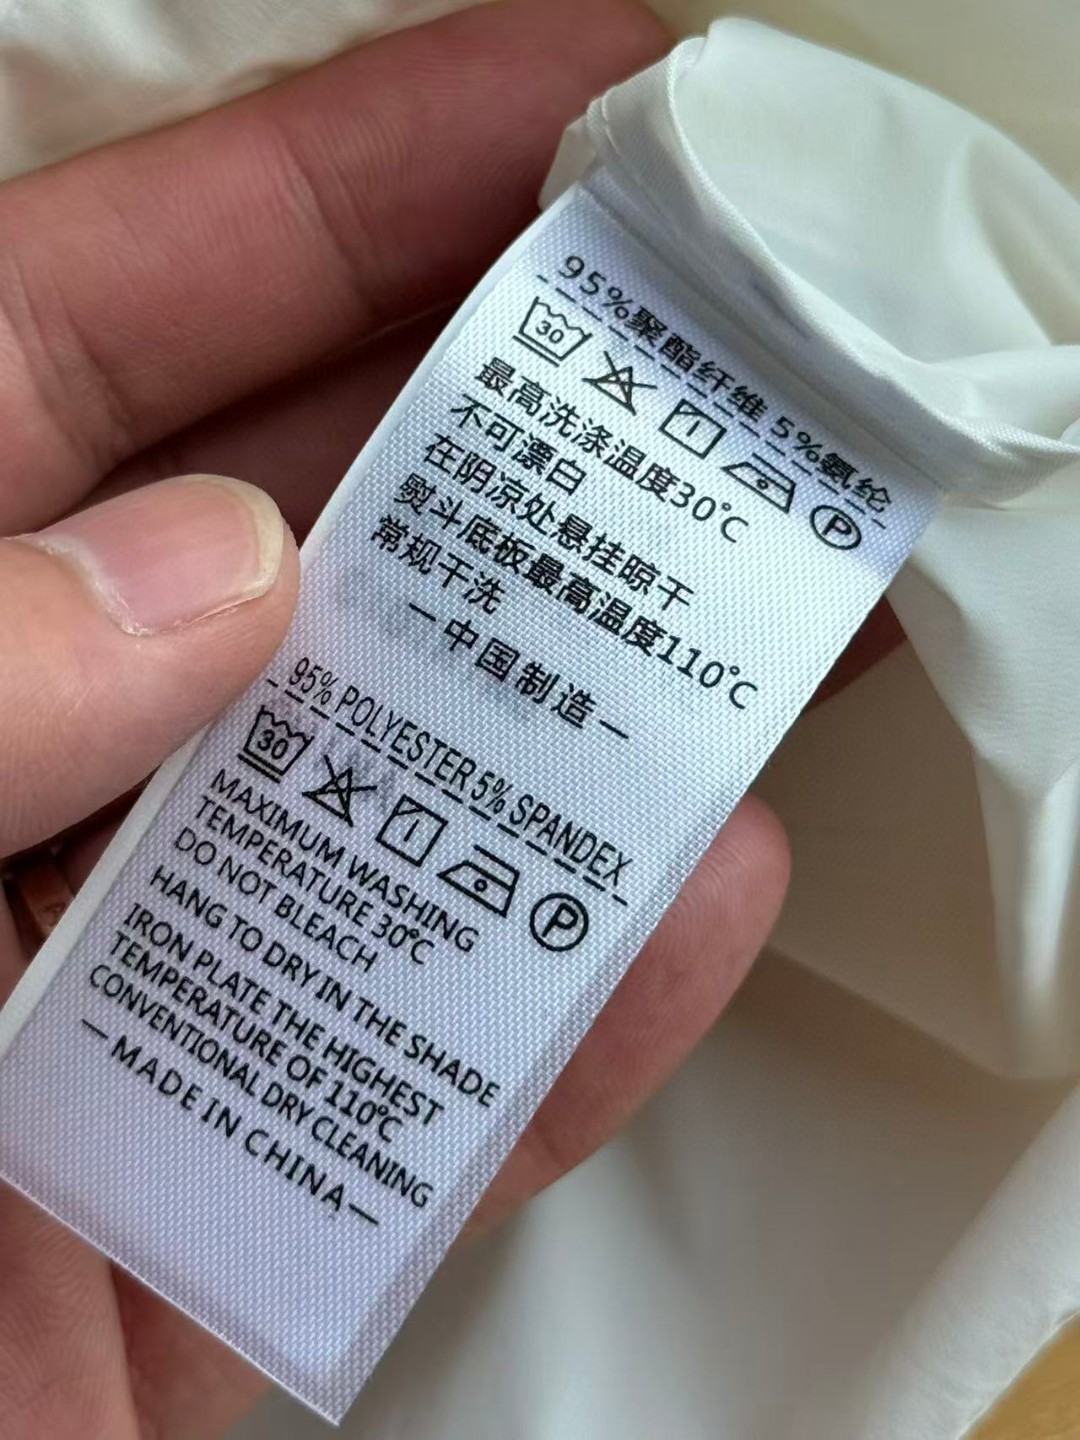 95%聚酯纤维 5%氨纶
30 P
最高洗涤温度30℃
不可漂白
在阴凉处悬挂晾干
熨斗底板最高温度110℃
常规干洗
—中国制造—
95% POLYESTER 5% SPANDEX
30 P
MAXIMUM WASHING
TEMPERATURE 30℃
DO NOT BLEACH
HANG TO DRY IN THE SHADE
IRON PLATE THE HIGHEST
TEMPERATURE OF 110℃
CONVENTIONAL DRY CLEANING
—MADE IN CHINA—